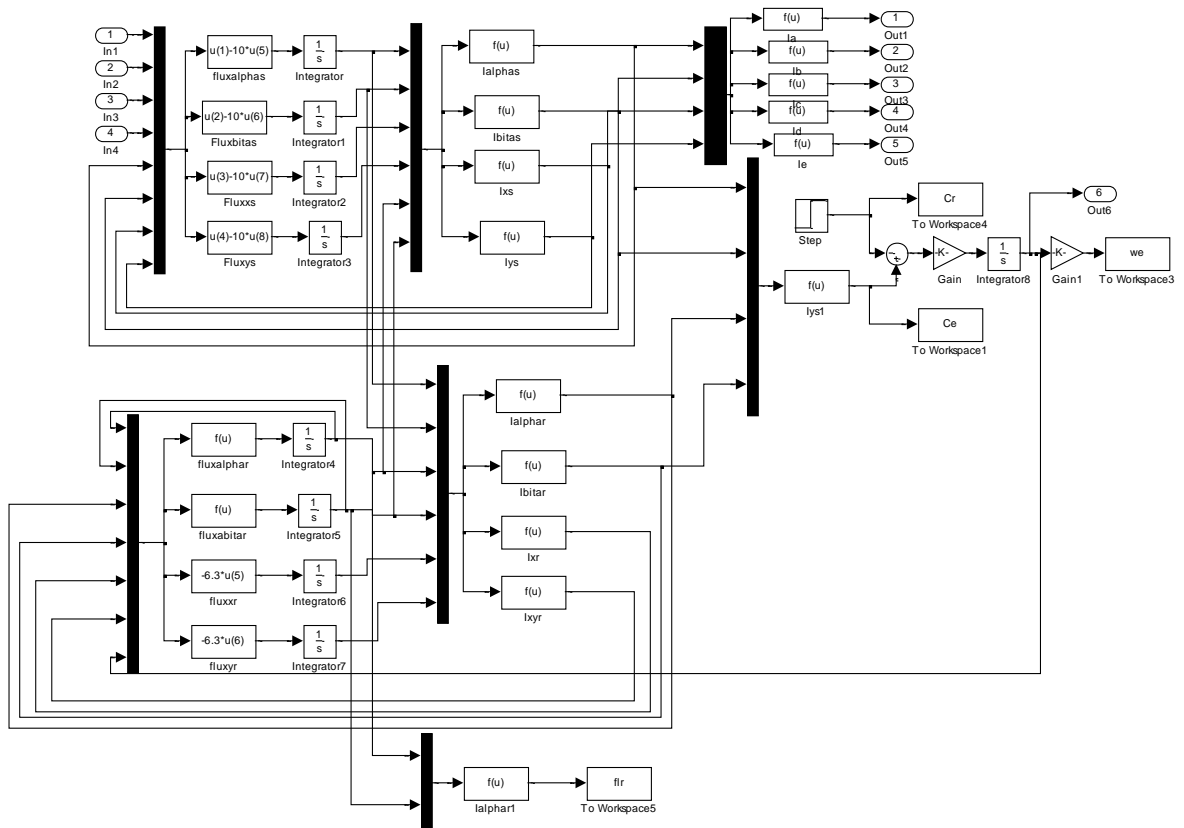 1
In1
2
In2
3
In3
4
In4
u(1)-10*u(5)
fluxalphas
u(2)-10*u(6)
Fluxbitas
u(3)-10*u(7)
Fluxxs
u(4)-10*u(8)
Fluxys
1
s
Integrator
1
s
Integrator1
1
s
Integrator2
1
s
Integrator3
f(u)
Ialphas
f(u)
Ibitas
f(u)
Ixs
f(u)
Iys
f(u)
Ia
f(u)
Ib
f(u)
Ic
f(u)
Id
f(u)
Ie
1
Out1
2
Out2
3
Out3
4
Out4
5
Out5
6
Out6
Step
Cr
To Workspace4
-K-
Gain
1
s
Integrator8
-K-
Gain1
we
To Workspace3
f(u)
Iys1
Ce
To Workspace1
f(u)
fluxalphar
1
s
Integrator4
f(u)
fluxabitar
1
s
Integrator5
-6.3*u(5)
fluxxr
1
s
Integrator6
-6.3*u(6)
fluxyr
1
s
Integrator7
f(u)
Ialphar
f(u)
Ibitar
f(u)
Ixr
f(u)
Ixyr
f(u)
Ialphar1
flr
To Workspace5